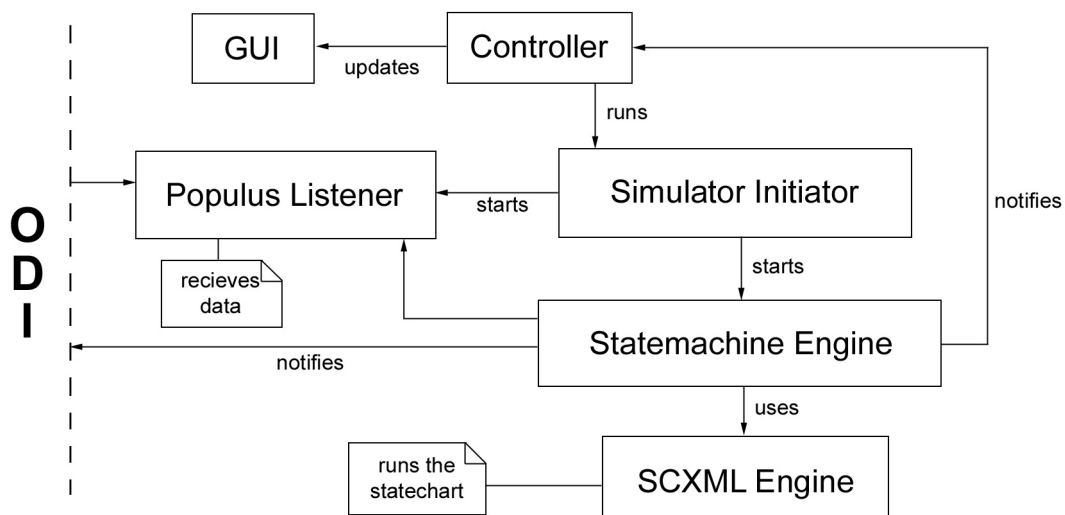 GUI
Controller
updates
runs
Populus Listener
Simulator Initiator
starts
notifies
O
D
I
recieves
data
starts
Statemachine Engine
notifies
uses
runs the
statechart
SCXML Engine